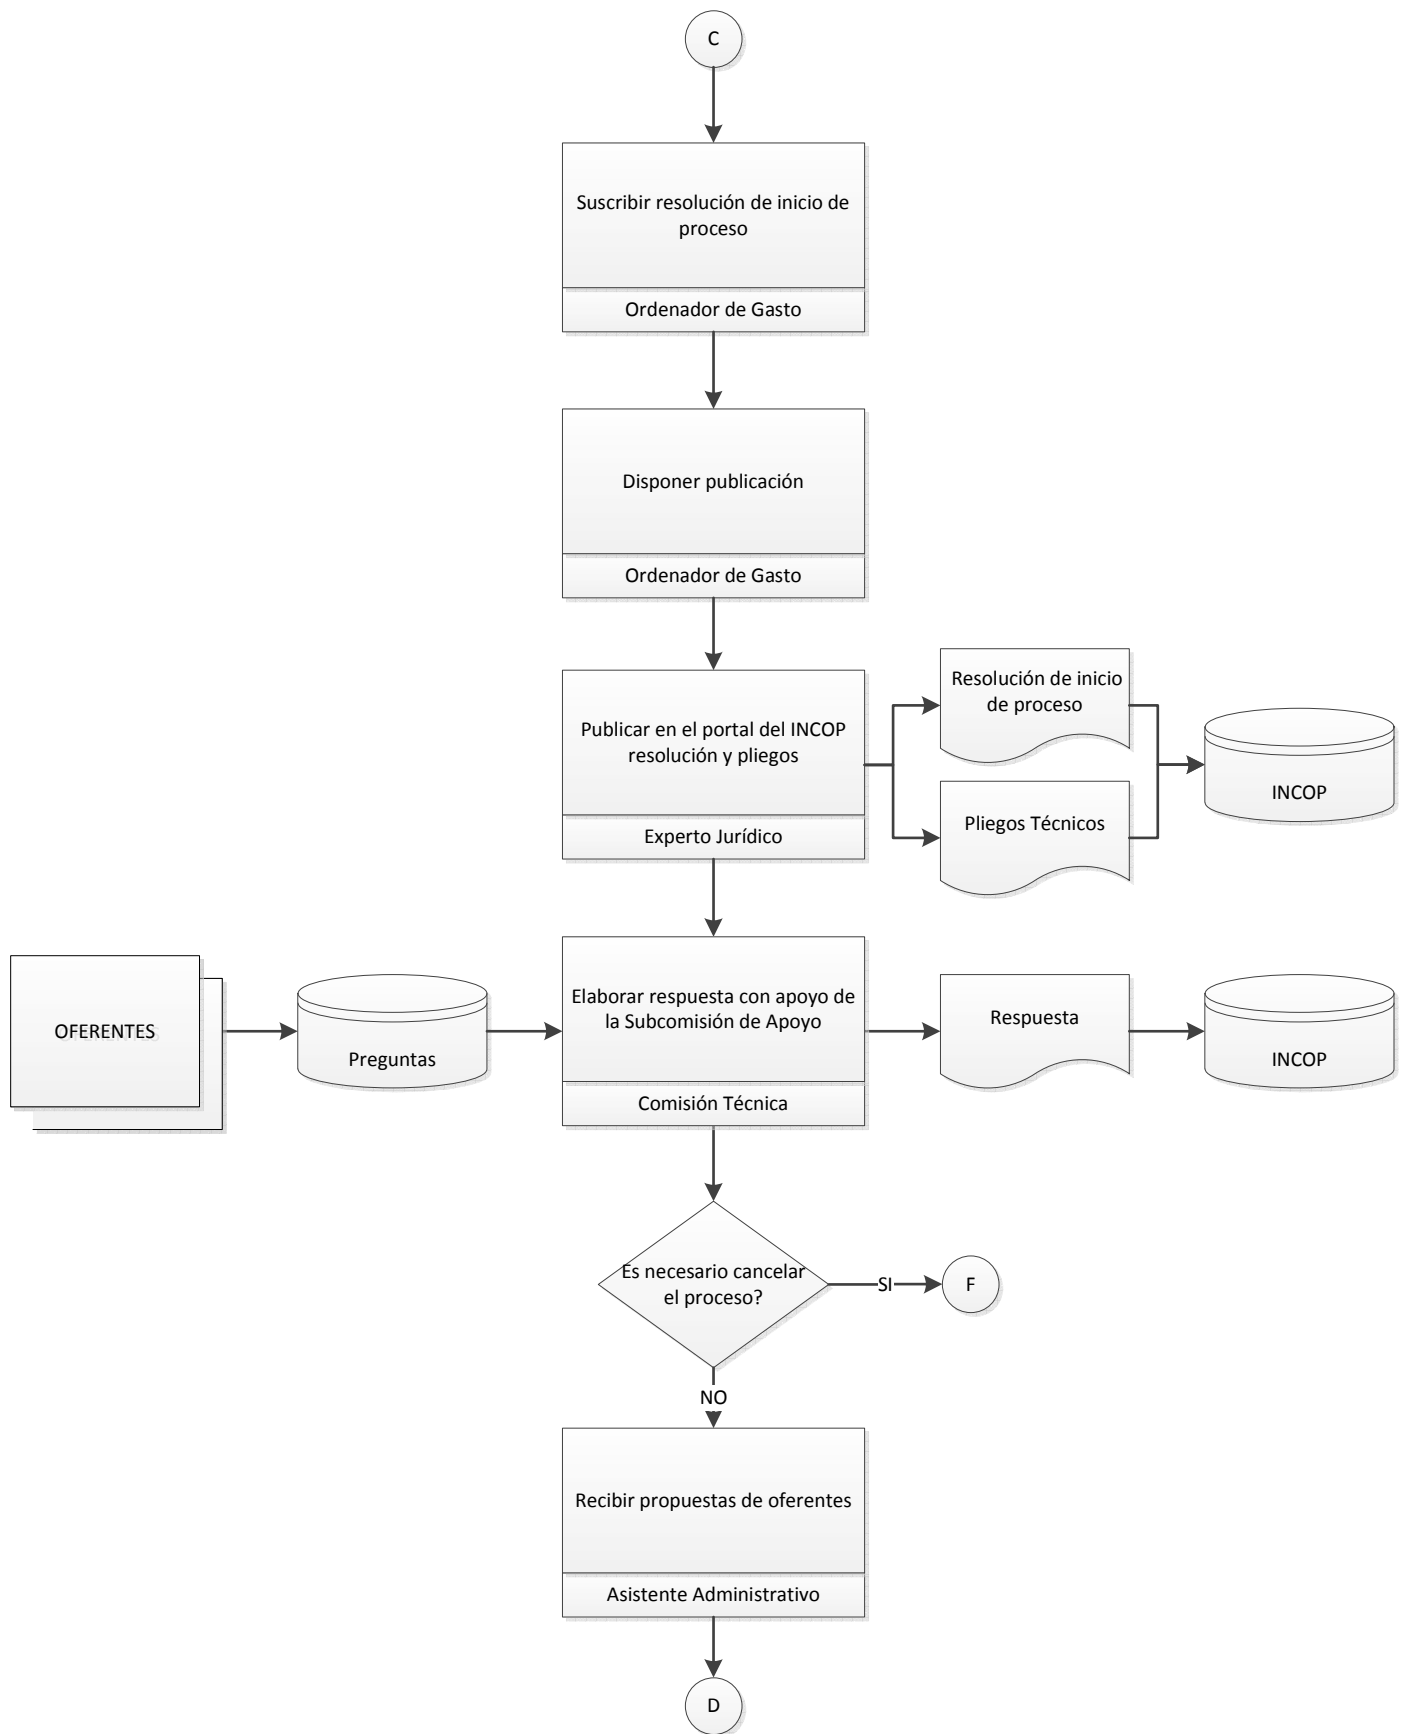 C
Suscribir resolución de inicio de
proceso
Ordenador de Gasto
Disponer publicación
Ordenador de Gasto
Publicar en el portal del INCOP
resolución y pliegos
Experto Jurídico
Resolución de inicio
de proceso
Pliegos Técnicos
INCOP
OFERENTES
Preguntas
Elaborar respuesta con apoyo de
la Subcomisión de Apoyo
Comisión Técnica
Respuesta
INCOP
Es necesario cancelar
el proceso?
SI
F
NO
Recibir propuestas de oferentes
Asistente Administrativo
D